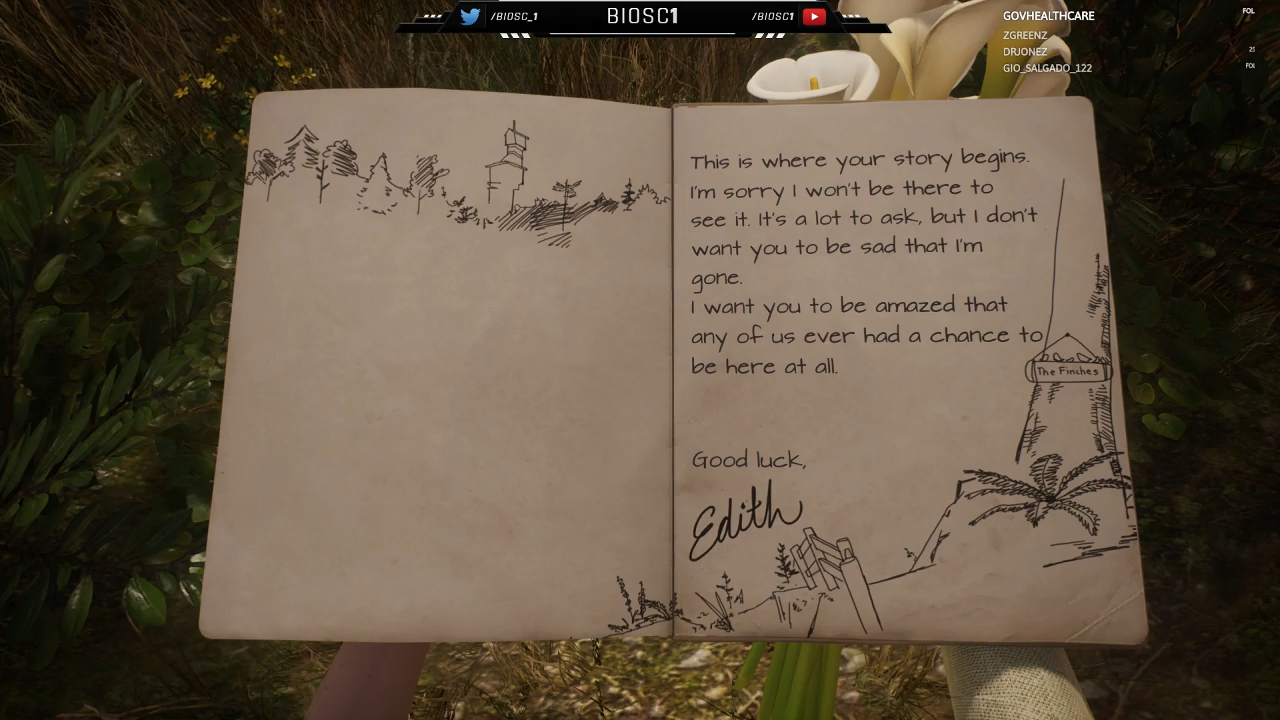 /BIOSC_1
BIOSC1
/BIOSC1
GOVHEALTHCARE
ZGREENZ
DRJONEZ
GIO_SALGADO_122
FOL
FOL
This is where your story begins.
I'm sorry I won't be there to
see it. It's a lot to ask, but I don't
want you to be sad that I'm
gone.
I want you to be amazed that
any of us ever had a chance to
be here at all.
The Finches
Good luck,
Edith